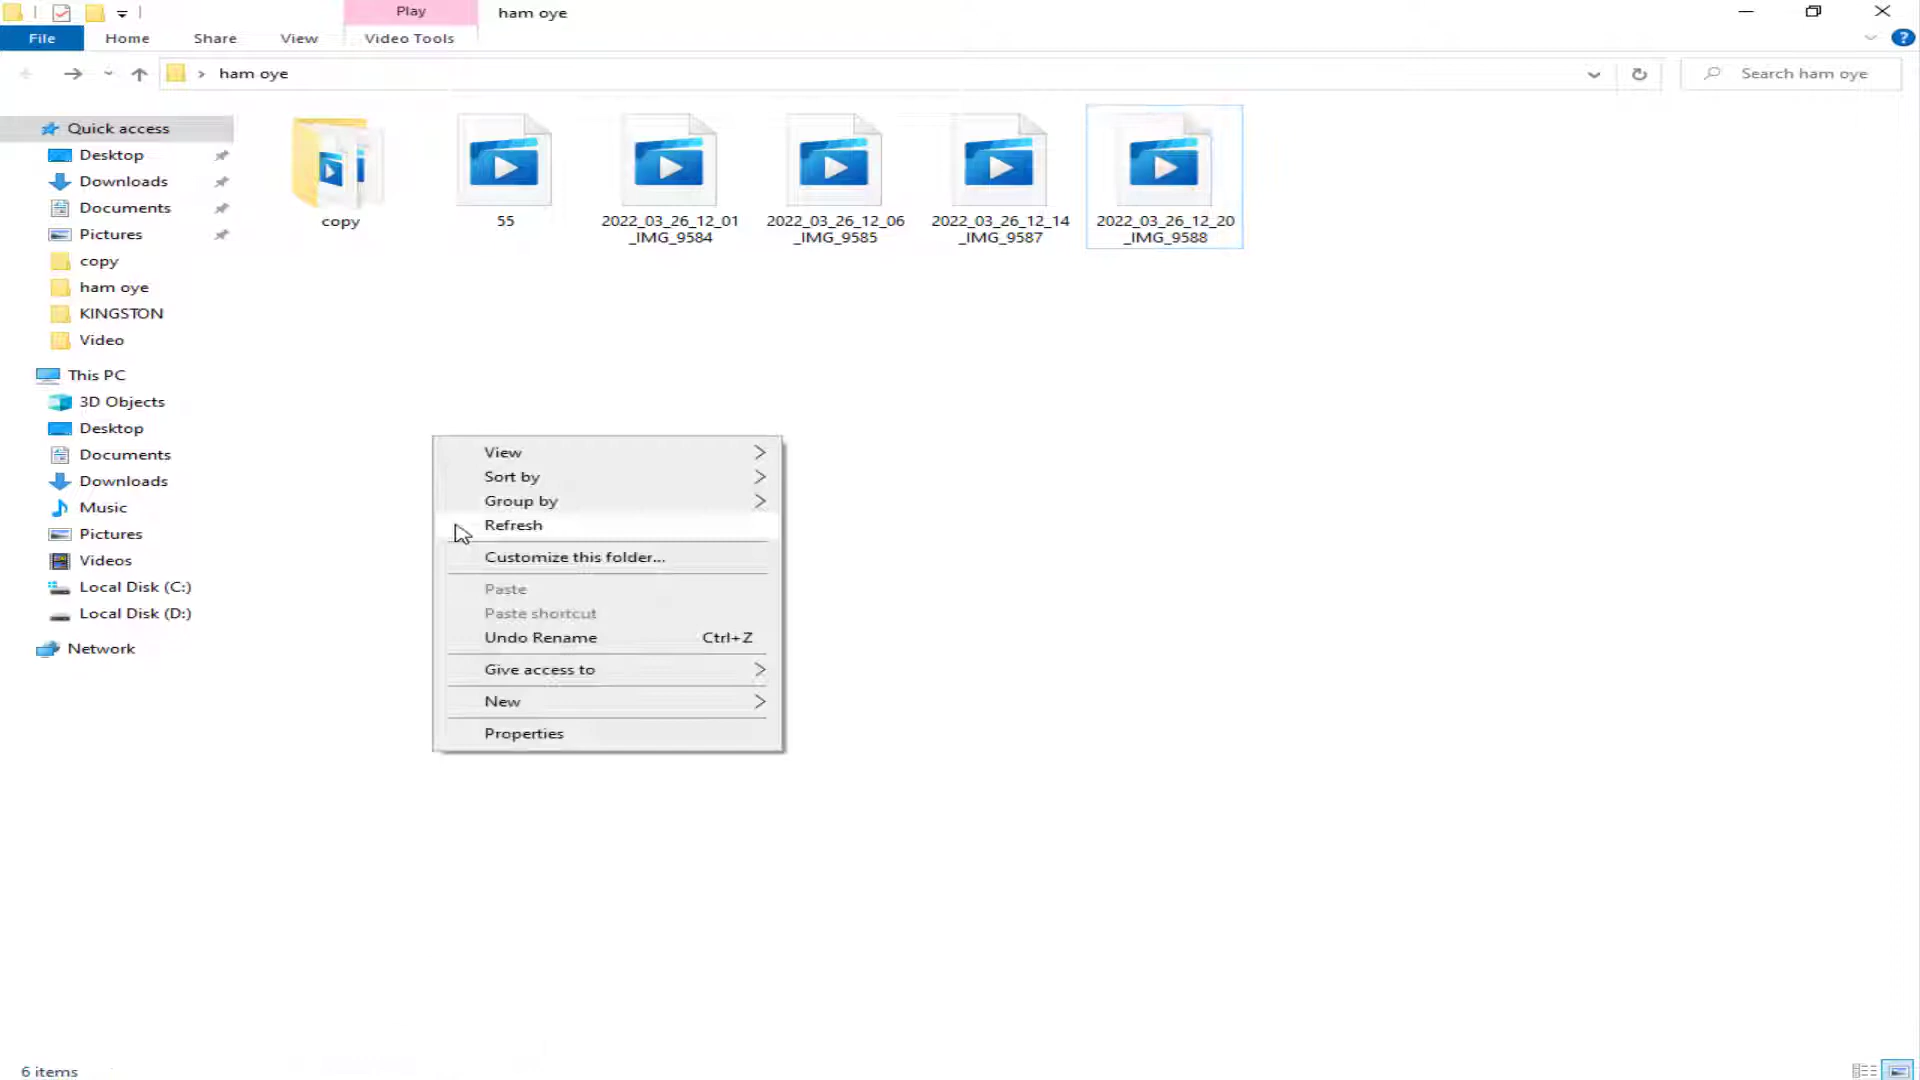 Play
ham oye
File
Home
Share
View
Video Tools
ham oye
Search ham oye
Quick access
Desktop
Downloads
Documents
Pictures
copy
ham oye
KINGSTON
Video
This PC
3D Objects
Desktop
Documents
Downloads
Music
Pictures
Videos
Local Disk (C:)
Local Disk (D:)
Network
copy
55
2022_03_26_12_01
_IMG_9584
2022_03_26_12_06
_IMG_9585
2022_03_26_12_14
_IMG_9587
2022_03_26_12_20
_IMG_9588
View
Sort by
Group by
Refresh
Customize this folder...
Paste
Paste shortcut
Undo Rename Ctrl+Z
Give access to
New
Properties
6 items